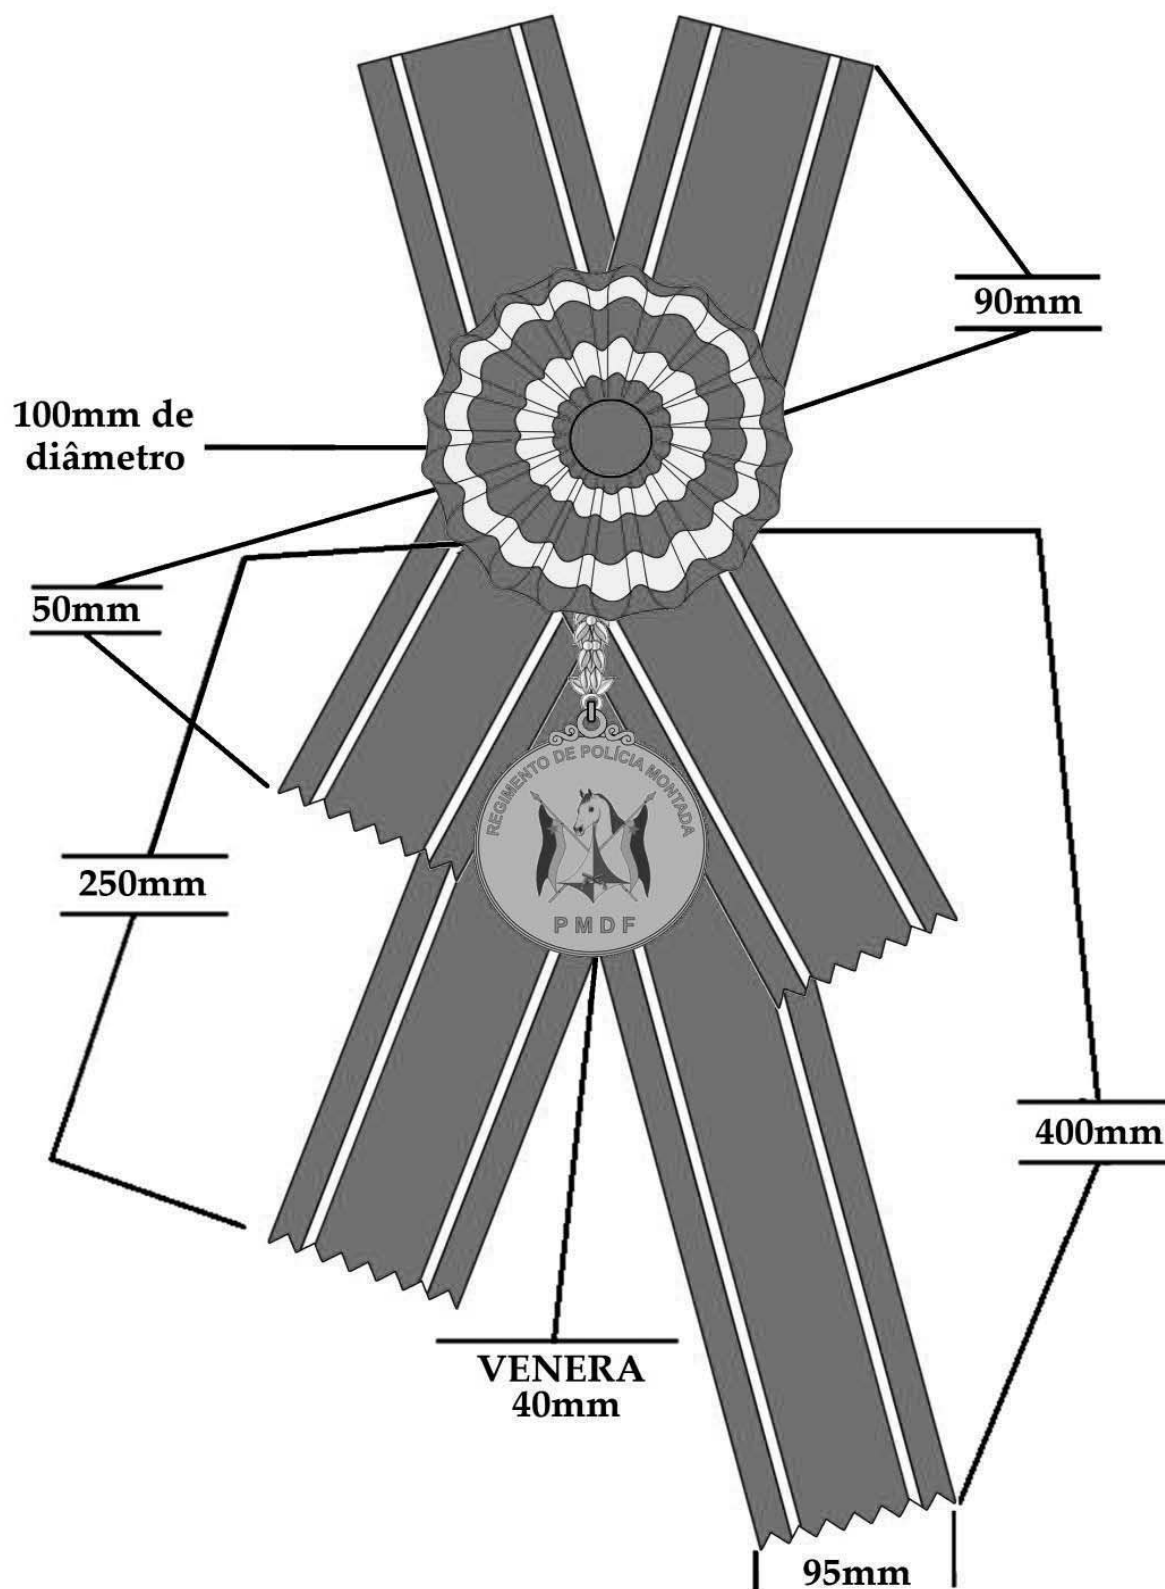 90mm
100mm de
diâmetro
50mm
REGIMENTO DE POLÍCIA MONTADA
250mm
PMDF
400mm
VENERA
40mm
95mm